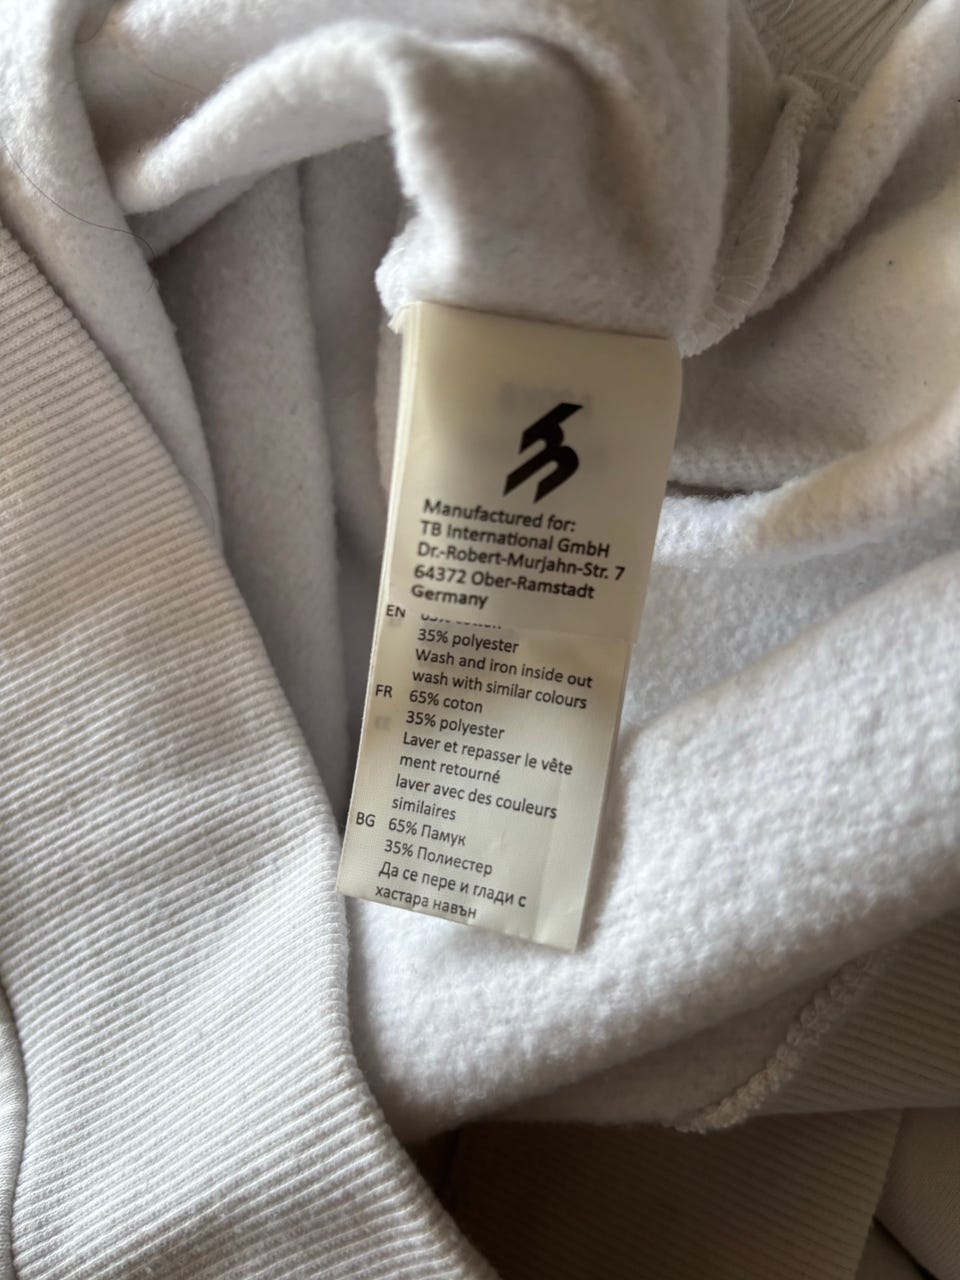 Manufactured for:
TB International GmbH
Dr.-Robert-Murjahn-Str. 7
64372 Ober-Ramstadt
Germany
EN
35% polyester
Wash and iron inside out
wash with similar colours
FR 65% coton
35% polyester
Laver et repasser le vête
ment retourné
laver avec des couleurs
similaires
BG 65% Памук
35% Полиестер
Да се пере и глади с
хастара навън